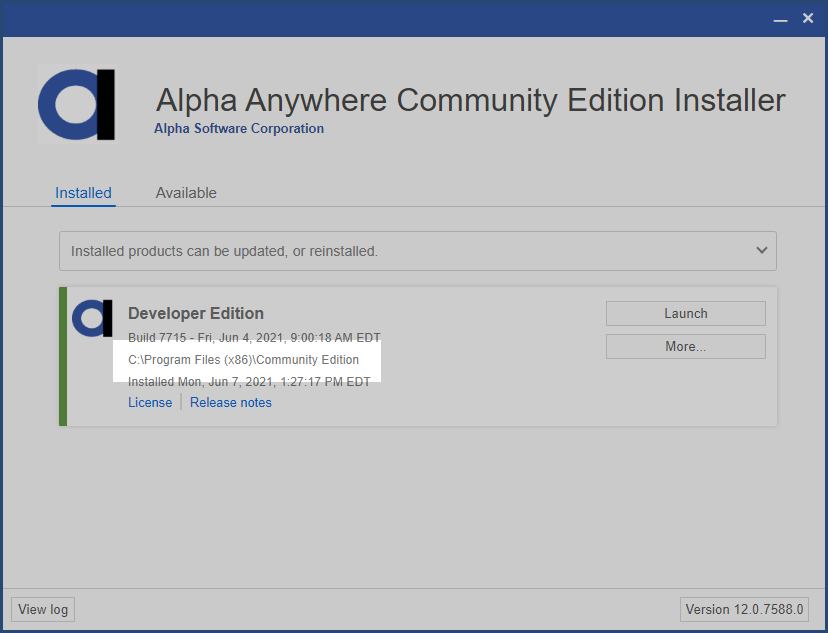 Alpha Anywhere Community Edition Installer
Alpha Software Corporation
Installed Available
Installed products can be updated, or reinstalled.
Developer Edition
Launch
Build 7715 - Fri, Jun 4, 2021, 9:00:18 AM EDT
More...
C:\Program Files (x86)\Community Edition
Installed Mon, Jun 7, 2021, 1:27:17 PM EDT
License Release notes
View log Version 12.0.7588.0